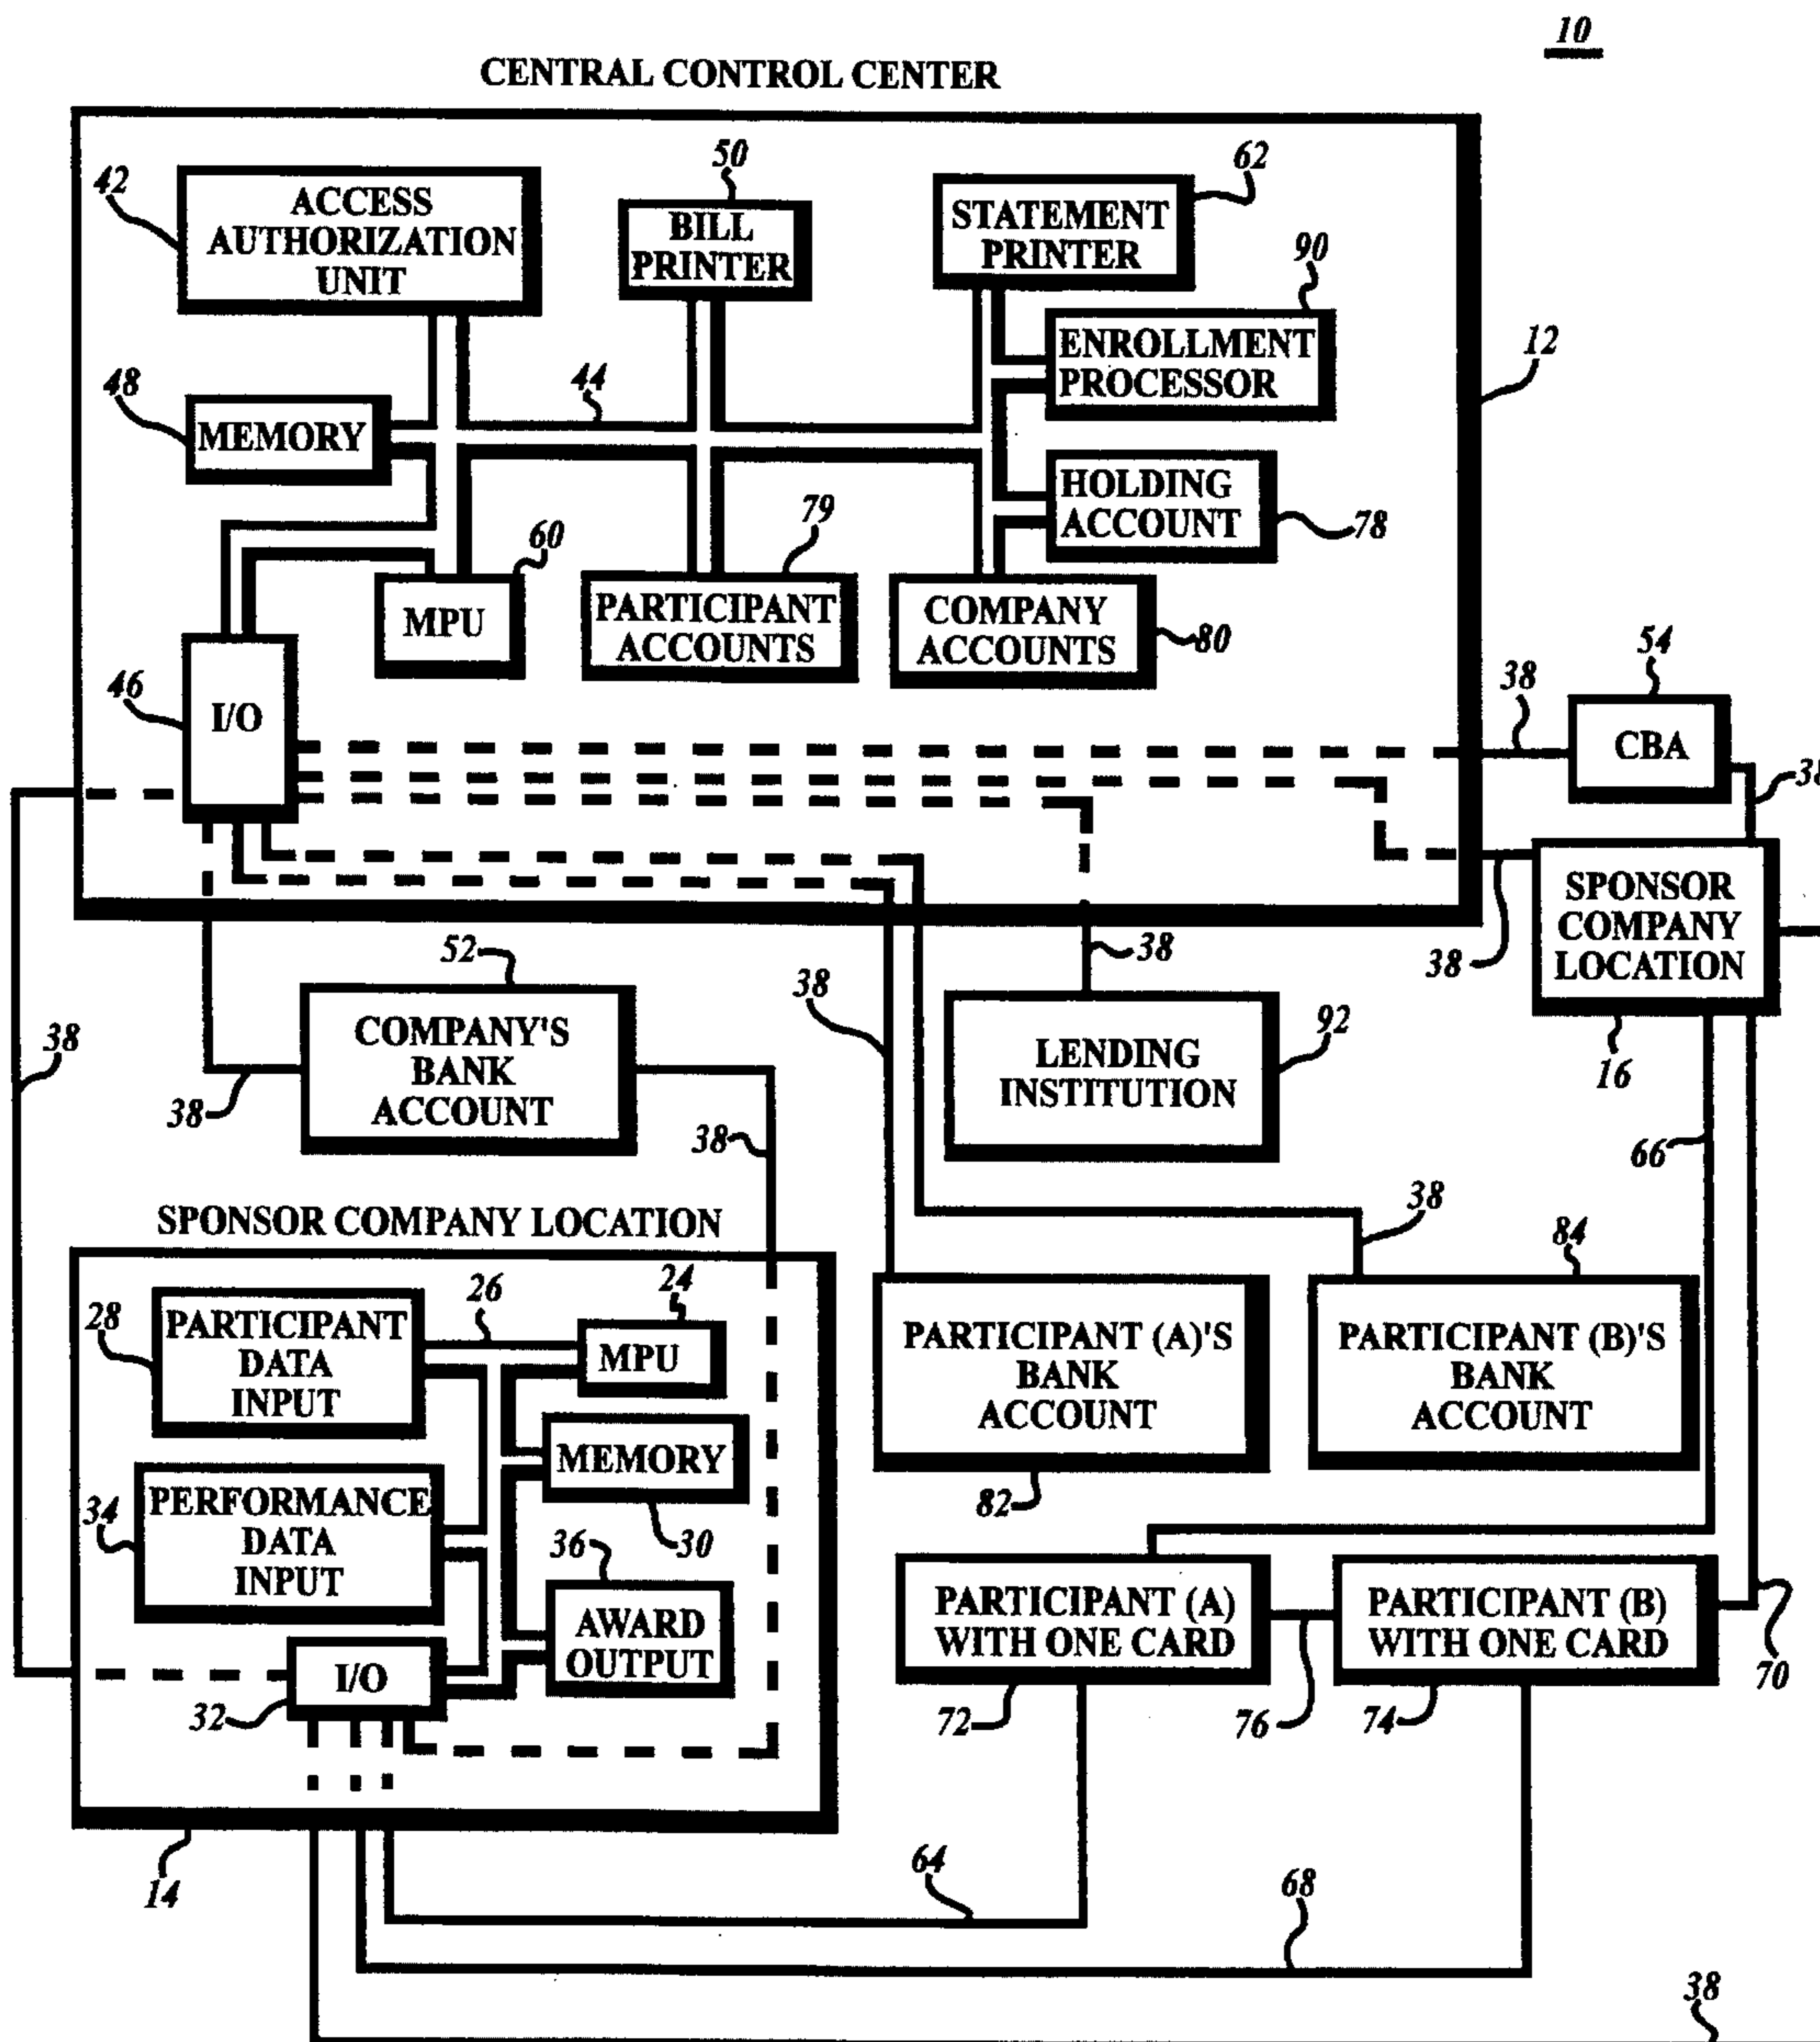 10
CENTRAL CONTROL CENTER
42
ACCESS
AUTHORIZATION
UNIT
50
BILL
PRINTER
62
STATEMENT
PRINTER
90
ENROLLMENT
PROCESSOR
12
48
MEMORY
44
HOLDING
ACCOUNT
78
60
MPU
79
PARTICIPANT
ACCOUNTS
COMPANY
ACCOUNTS
80
46
I/O
38
54
CBA
38
38
SPONSOR
COMPANY
LOCATION
16
52
COMPANY'S
BANK
ACCOUNT
38
38
38
38
38
LENDING
INSTITUTION
92
66
SPONSOR COMPANY LOCATION
38
28
PARTICIPANT
DATA
INPUT
26
24
MPU
PARTICIPANT (A)'S
BANK
ACCOUNT
82
84
PARTICIPANT (B)'S
BANK
ACCOUNT
34
PERFORMANCE
DATA
INPUT
MEMORY
30
36
AWARD
OUTPUT
I/O
32
PARTICIPANT (A)
WITH ONE CARD
72
76
PARTICIPANT (B)
WITH ONE CARD
74
70
14
64
68
38